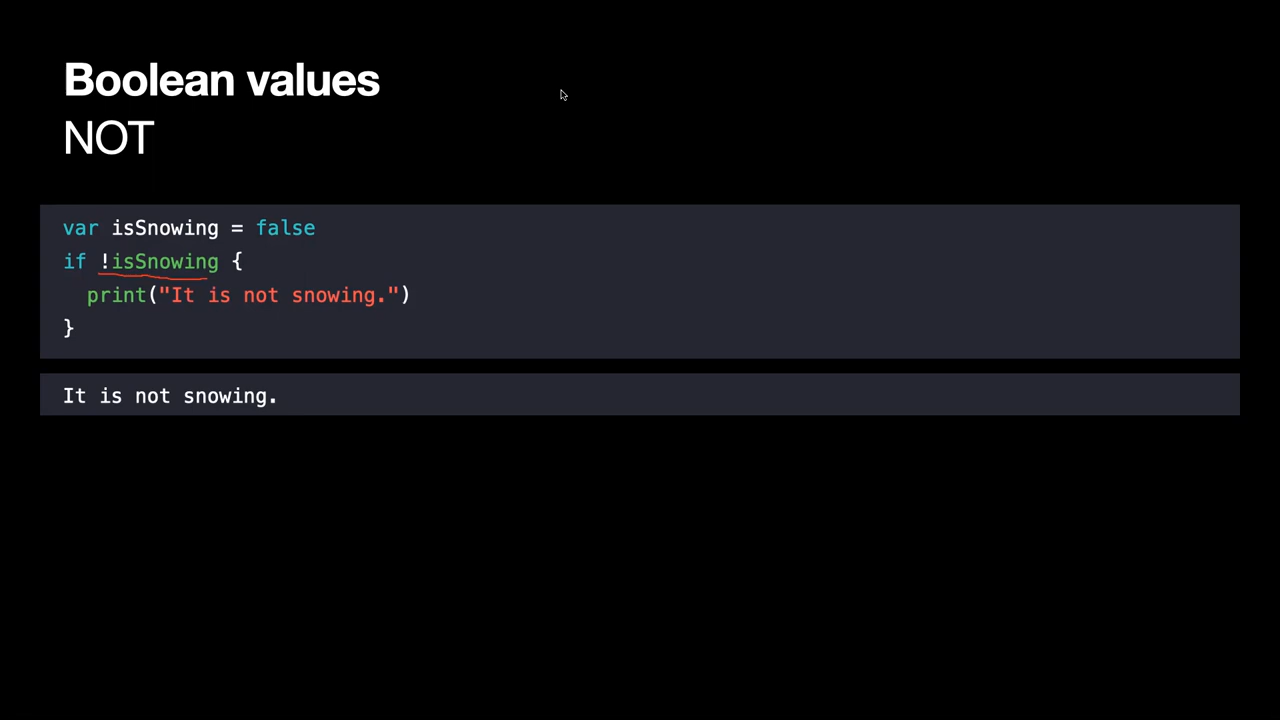 Boolean values
NOT
var isSnowing = false
if !isSnowing {
  print("It is not snowing.")
}
It is not snowing.